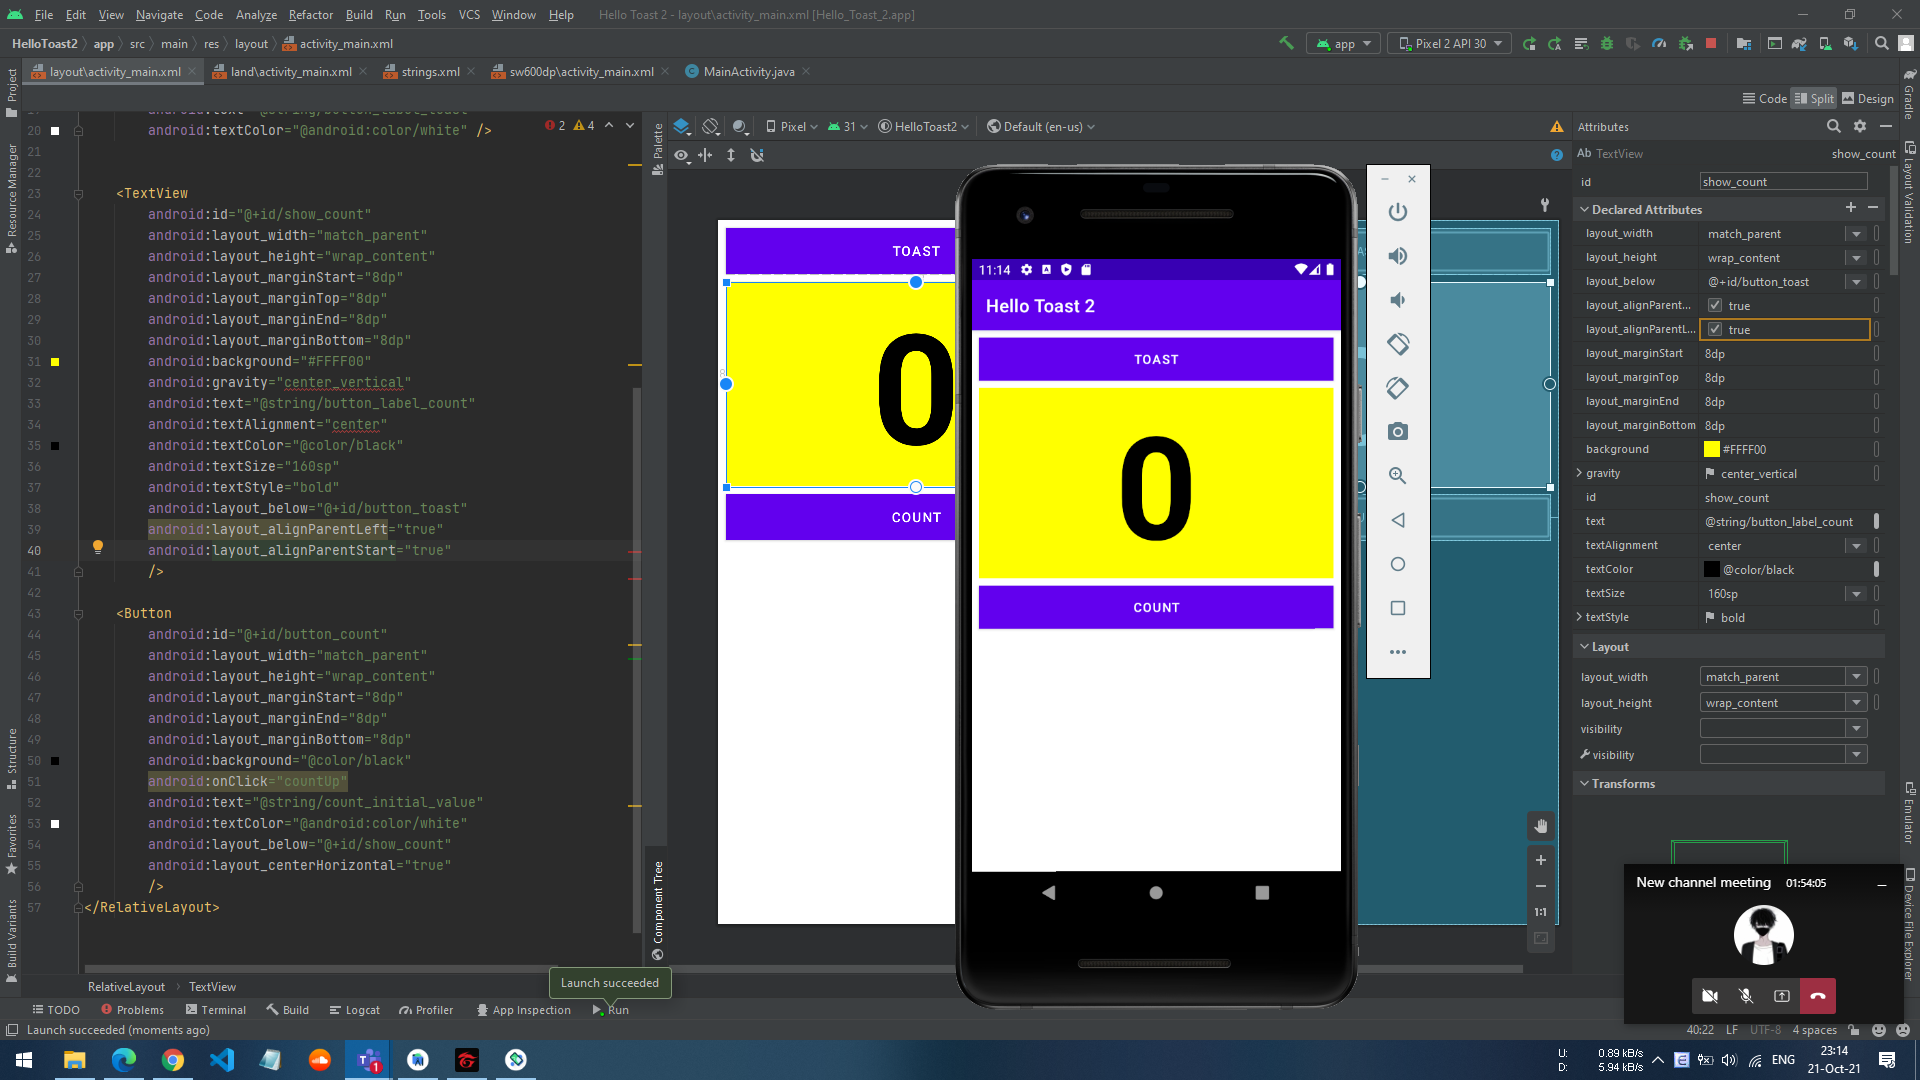 File Edit View Navigate Code Analyze Refactor Build Run Tools VCS Window Help Hello Toast 2 - layout\activity_main.xml [Hello_Toast_2.app]
HelloToast2 app src main res layout activity_main.xml
app Pixel 2 API 30
layout\activity_main.xml land\activity_main.xml strings.xml sw600dp\activity_main.xml MainActivity.java
Code Split Design
Project
Resource Manager
Structure
Favorites
Build Variants
20 android:textColor="@android:color/white" />
2 4
21
22
23 <TextView
24 android:id="@+id/show_count"
25 android:layout_width="match_parent"
26 android:layout_height="wrap_content"
27 android:layout_marginStart="8dp"
28 android:layout_marginTop="8dp"
29 android:layout_marginEnd="8dp"
30 android:layout_marginBottom="8dp"
31 android:background="#FFFF00"
32 android:gravity="center_vertical"
33 android:text="@string/button_label_count"
34 android:textAlignment="center"
35 android:textColor="@color/black"
36 android:textSize="160sp"
37 android:textStyle="bold"
38 android:layout_below="@+id/button_toast"
39 android:layout_alignParentLeft="true"
40 android:layout_alignParentStart="true"
41 />
42
43 <Button
44 android:id="@+id/button_count"
45 android:layout_width="match_parent"
46 android:layout_height="wrap_content"
47 android:layout_marginStart="8dp"
48 android:layout_marginEnd="8dp"
49 android:layout_marginBottom="8dp"
50 android:background="@color/black"
51 android:onClick="countUp"
52 android:text="@string/count_initial_value"
53 android:textColor="@android:color/white"
54 android:layout_below="@+id/show_count"
55 android:layout_centerHorizontal="true"
56 />
57 </RelativeLayout>
Palette
Component Tree
Pixel 31 HelloToast2 Default (en-us)
TOAST
0
COUNT
11:14
Hello Toast 2
TOAST
0
COUNT
1:1
Attributes
Ab TextView show_count
id show_count
Declared Attributes
layout_width match_parent
layout_height wrap_content
layout_below @+id/button_toast
layout_alignParent... true
layout_alignParentL... true
layout_marginStart 8dp
layout_marginTop 8dp
layout_marginEnd 8dp
layout_marginBottom 8dp
background #FFFF00
gravity center_vertical
id show_count
text @string/button_label_count
textAlignment center
textColor @color/black
textSize 160sp
textStyle bold
Layout
layout_width match_parent
layout_height wrap_content
visibility
visibility
Transforms
Gradle
Layout Validation
Emulator
Device File Explorer
New channel meeting 01:54:05
RelativeLayout TextView
Launch succeeded
TODO Problems Terminal Build Logcat Profiler App Inspection Run
Launch succeeded (moments ago)
40:22 LF UTF-8 4 spaces
1
U: 0.89 kB/s
D: 5.94 kB/s
ENG
23:14
21-Oct-21